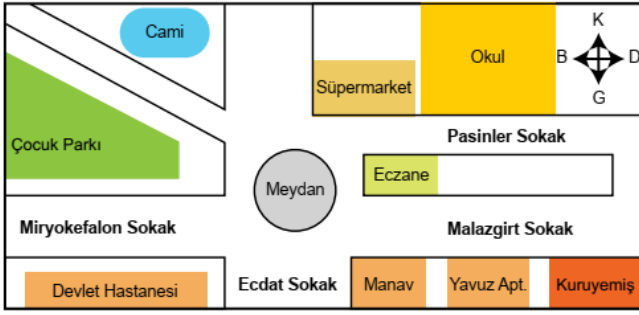 Cami
K
B
D
G
Okul
Süpermarket
Pasinler Sokak
Çocuk Parkı
Eczane
Meydan
Miryokefalon Sokak
Malazgirt Sokak
Devlet Hastanesi
Ecdat Sokak
Manav
Yavuz Apt.
Kuruyemiş